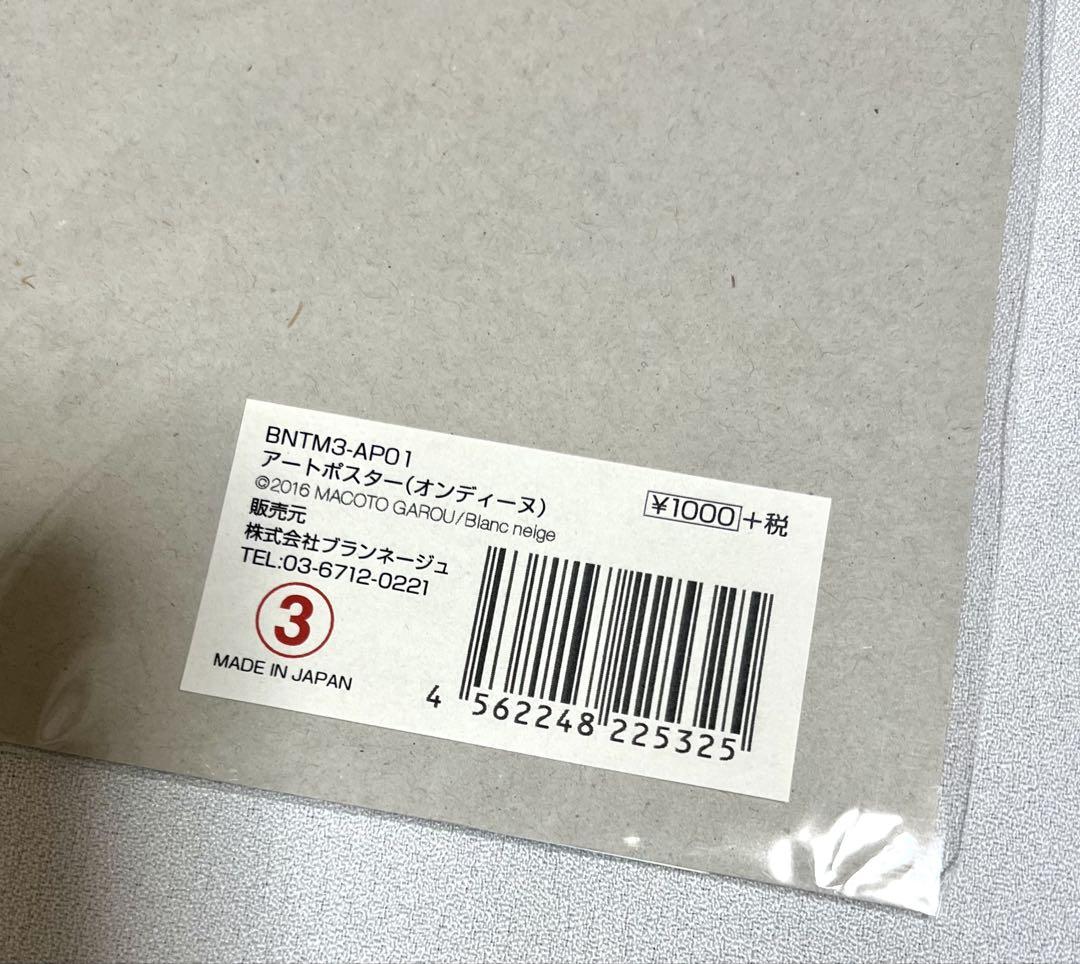 BNTM3-AP01
アートポスター(オンディーヌ)
©2016 MACOTO GAROU/Blanc neige
¥1000+税
販売元
株式会社ブランネージュ
TEL:03-6712-0221
3
MADE IN JAPAN
4 562248 225325